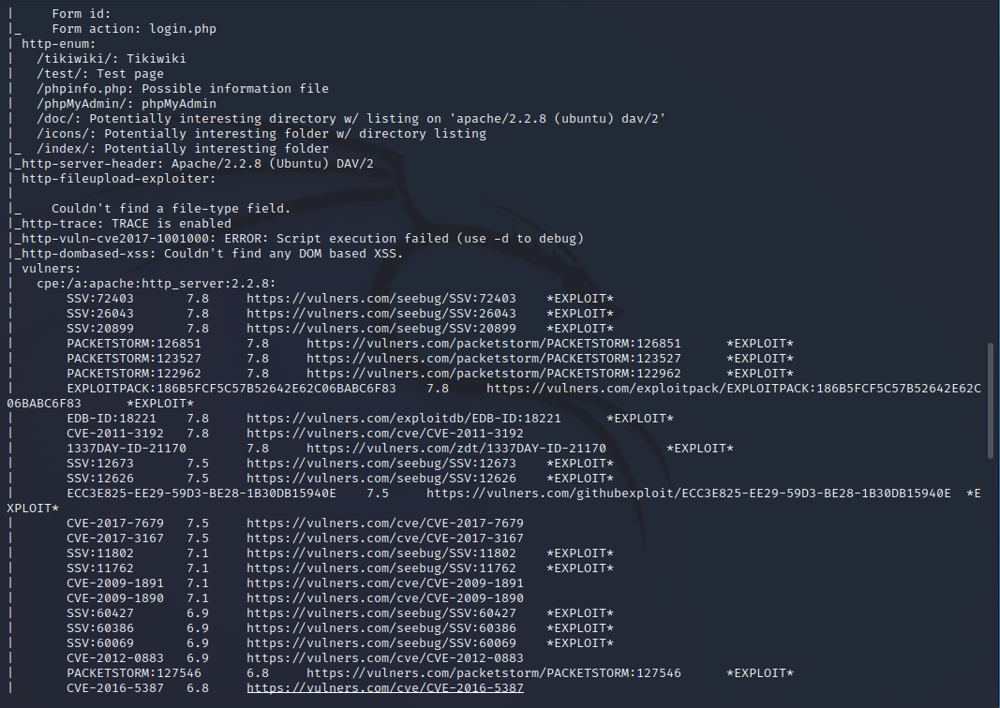 |     Form id:
|_    Form action: login.php
| http-enum:
|   /tikiwiki/: Tikiwiki
|   /test/: Test page
|   /phpinfo.php: Possible information file
|   /phpMyAdmin/: phpMyAdmin
|   /doc/: Potentially interesting directory w/ listing on 'apache/2.2.8 (ubuntu) dav/2'
|   /icons/: Potentially interesting folder w/ directory listing
|_  /index/: Potentially interesting folder
|_http-server-header: Apache/2.2.8 (Ubuntu) DAV/2
| http-fileupload-exploiter:
|
|_    Couldn't find a file-type field.
|_http-trace: TRACE is enabled
|_http-vuln-cve2017-1001000: ERROR: Script execution failed (use -d to debug)
|_http-dombased-xss: Couldn't find any DOM based XSS.
| vulners:
|   cpe:/a:apache:http_server:2.2.8:
|       SSV:72403       7.8     https://vulners.com/seebug/SSV:72403    *EXPLOIT*
|       SSV:26043       7.8     https://vulners.com/seebug/SSV:26043    *EXPLOIT*
|       SSV:20899       7.8     https://vulners.com/seebug/SSV:20899    *EXPLOIT*
|       PACKETSTORM:126851      7.8     https://vulners.com/packetstorm/PACKETSTORM:126851      *EXPLOIT*
|       PACKETSTORM:123527      7.8     https://vulners.com/packetstorm/PACKETSTORM:123527      *EXPLOIT*
|       PACKETSTORM:122962      7.8     https://vulners.com/packetstorm/PACKETSTORM:122962      *EXPLOIT*
|       EXPLOITPACK:186B5FCF5C57B52642E62C06BABC6F83    7.8     https://vulners.com/exploitpack/EXPLOITPACK:186B5FCF5C57B52642E62C
06BABC6F83      *EXPLOIT*
|       EDB-ID:18221    7.8     https://vulners.com/exploitdb/EDB-ID:18221      *EXPLOIT*
|       CVE-2011-3192   7.8     https://vulners.com/cve/CVE-2011-3192
|       1337DAY-ID-21170        7.8     https://vulners.com/zdt/1337DAY-ID-21170        *EXPLOIT*
|       SSV:12673       7.5     https://vulners.com/seebug/SSV:12673    *EXPLOIT*
|       SSV:12626       7.5     https://vulners.com/seebug/SSV:12626    *EXPLOIT*
|       ECC3E825-EE29-59D3-BE28-1B30DB15940E    7.5     https://vulners.com/githubexploit/ECC3E825-EE29-59D3-BE28-1B30DB15940E  *E
XPLOIT*
|       CVE-2017-7679   7.5     https://vulners.com/cve/CVE-2017-7679
|       CVE-2017-3167   7.5     https://vulners.com/cve/CVE-2017-3167
|       SSV:11802       7.1     https://vulners.com/seebug/SSV:11802    *EXPLOIT*
|       SSV:11762       7.1     https://vulners.com/seebug/SSV:11762    *EXPLOIT*
|       CVE-2009-1891   7.1     https://vulners.com/cve/CVE-2009-1891
|       CVE-2009-1890   7.1     https://vulners.com/cve/CVE-2009-1890
|       SSV:60427       6.9     https://vulners.com/seebug/SSV:60427    *EXPLOIT*
|       SSV:60386       6.9     https://vulners.com/seebug/SSV:60386    *EXPLOIT*
|       SSV:60069       6.9     https://vulners.com/seebug/SSV:60069    *EXPLOIT*
|       CVE-2012-0883   6.9     https://vulners.com/cve/CVE-2012-0883
|       PACKETSTORM:127546      6.8     https://vulners.com/packetstorm/PACKETSTORM:127546      *EXPLOIT*
|       CVE-2016-5387   6.8     https://vulners.com/cve/CVE-2016-5387